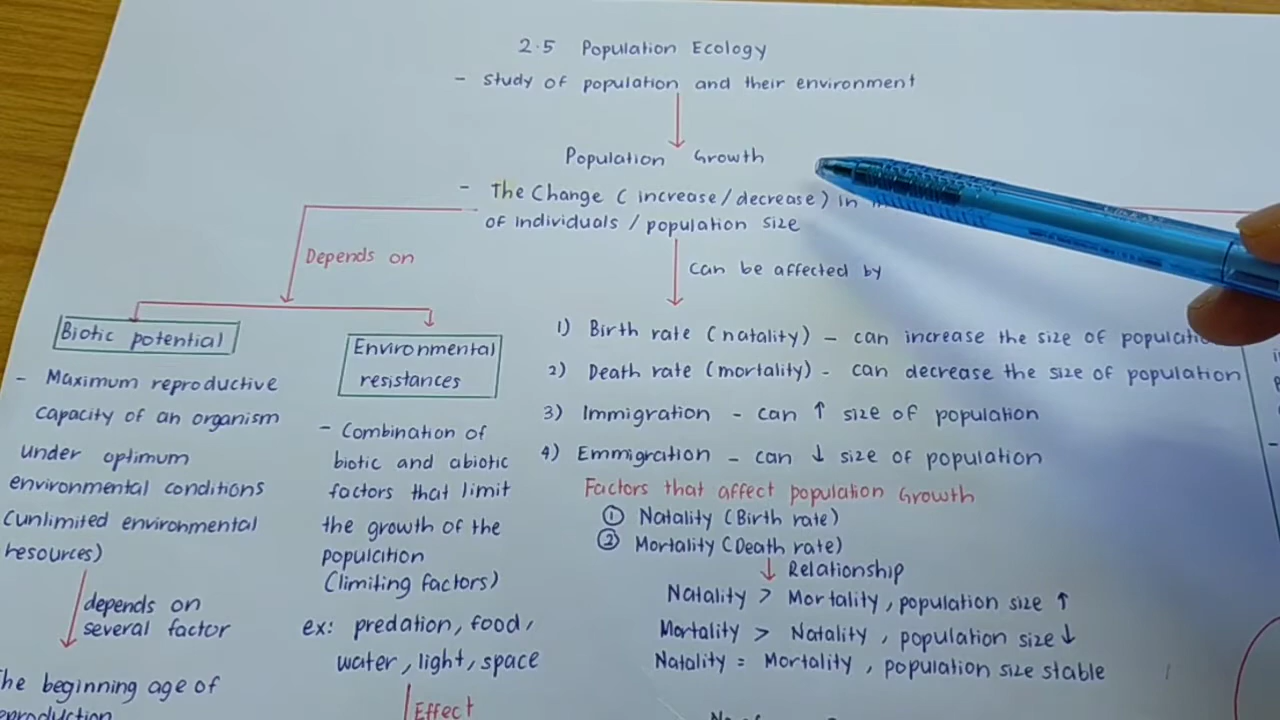 2.5 Population Ecology
- Study of population and their environment
Population Growth
- The Change (increase/decrease) in
of individuals / population size
Depends on
can be affected by
Biotic potential
- Maximum reproductive
capacity of an organism
under optimum
environmental conditions
(unlimited environmental
resources)
depends on
several factor
The beginning age of
reproduction
Environmental
resistances
- Combination of
biotic and abiotic
factors that limit
the growth of the
population
(limiting factors)
ex: predation, food,
water, light, space
Effect
1) Birth rate (natality) - can increase the size of population
2) Death rate (mortality) - can decrease the size of population
3) Immigration - can ↑ size of population
4) Emmigration - can ↓ size of population
Factors that affect population Growth
① Natality (Birth rate)
② Mortality (Death rate)
↓ Relationship
Natality > Mortality, population size ↑
Mortality > Natality, population size ↓
Natality = Mortality, population size stable